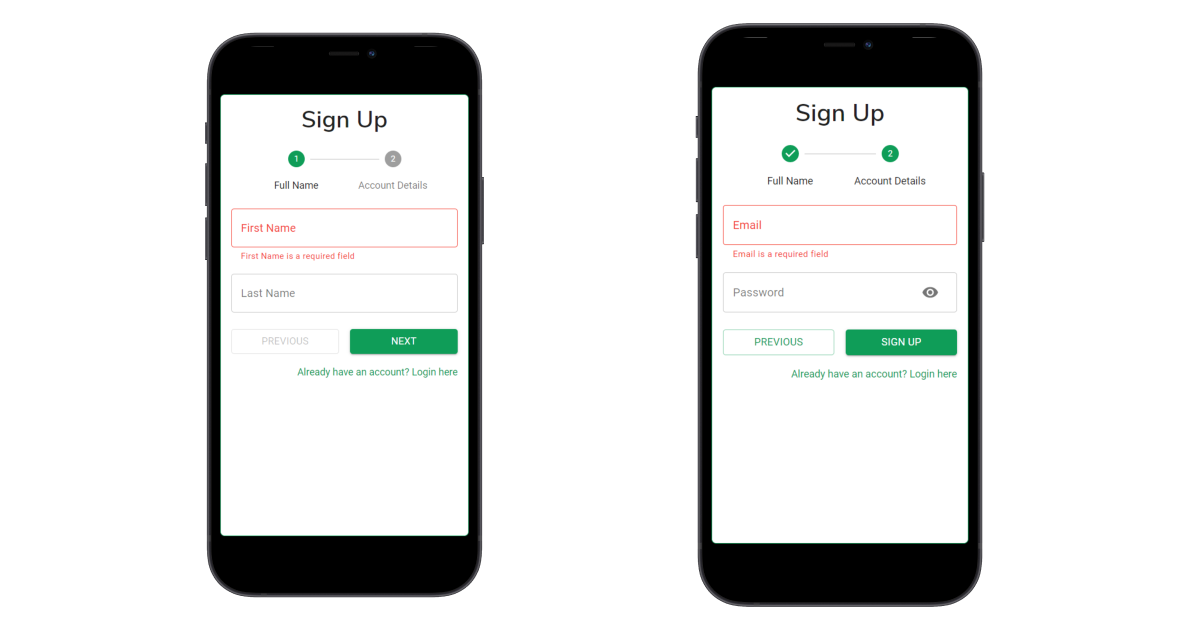 Sign Up
1
2
Full Name
Account Details
First Name
First Name is a required field
Last Name
PREVIOUS
NEXT
Already have an account? Login here
Sign Up
2
Full Name
Account Details
Email
Email is a required field
Password
PREVIOUS
SIGN UP
Already have an account? Login here